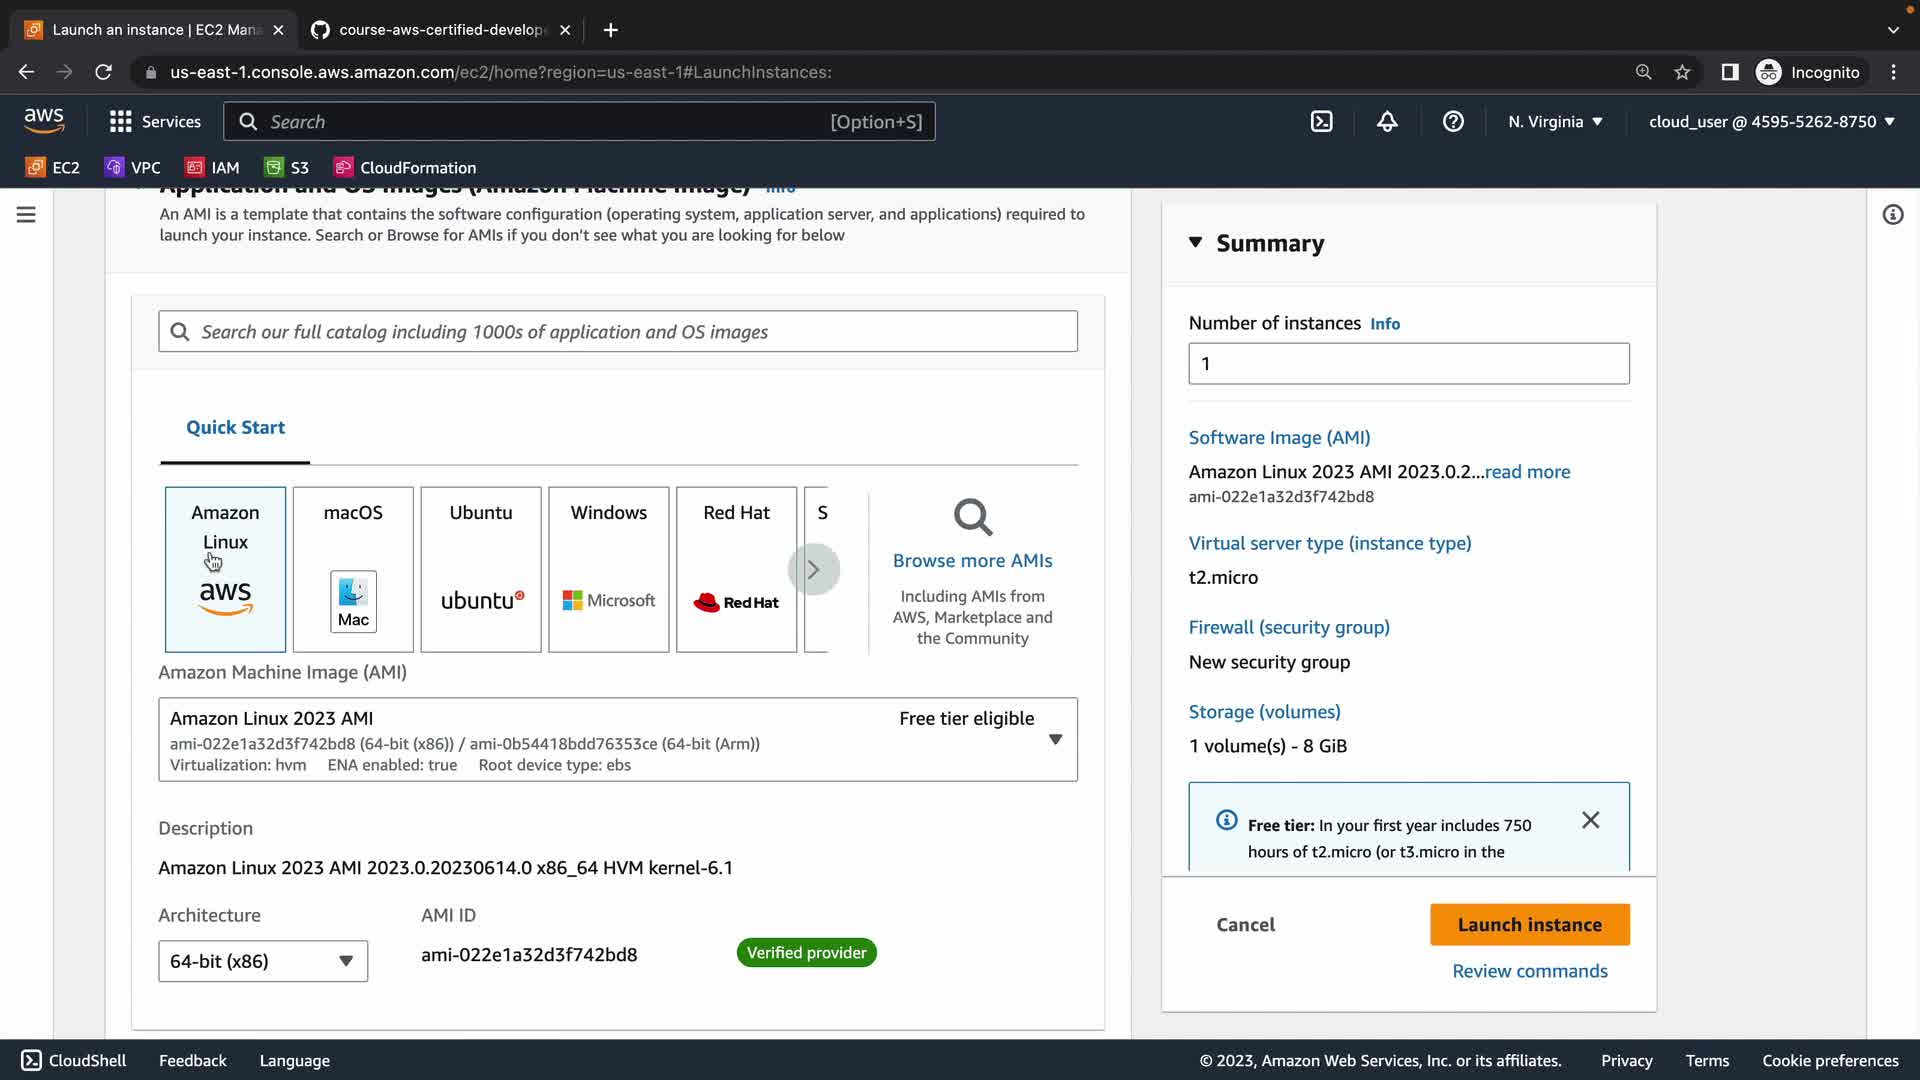 Launch an instance | EC2 Mana
course-aws-certified-develope
us-east-1.console.aws.amazon.com/ec2/home?region=us-east-1#LaunchInstances:
Incognito
aws
Services
Search
[Option+S]
N. Virginia
cloud_user @ 4595-5262-8750
EC2
VPC
IAM
S3
CloudFormation
Application and OS Images (Amazon Machine Image) Info
An AMI is a template that contains the software configuration (operating system, application server, and applications) required to
launch your instance. Search or Browse for AMIs if you don't see what you are looking for below
Search our full catalog including 1000s of application and OS images
Quick Start
Amazon
Linux
aws
macOS
Mac
Ubuntu
ubuntu
Windows
Microsoft
Red Hat
Red Hat
S
Browse more AMIs
Including AMIs from
AWS, Marketplace and
the Community
Amazon Machine Image (AMI)
Amazon Linux 2023 AMI
Free tier eligible
ami-022e1a32d3f742bd8 (64-bit (x86)) / ami-0b54418bdd76353ce (64-bit (Arm))
Virtualization: hvm ENA enabled: true Root device type: ebs
Description
Amazon Linux 2023 AMI 2023.0.20230614.0 x86_64 HVM kernel-6.1
Architecture
AMI ID
64-bit (x86)
ami-022e1a32d3f742bd8
Verified provider
Summary
Number of instances Info
1
Software Image (AMI)
Amazon Linux 2023 AMI 2023.0.2...read more
ami-022e1a32d3f742bd8
Virtual server type (instance type)
t2.micro
Firewall (security group)
New security group
Storage (volumes)
1 volume(s) - 8 GiB
Free tier: In your first year includes 750
hours of t2.micro (or t3.micro in the
Cancel
Launch instance
Review commands
CloudShell
Feedback
Language
© 2023, Amazon Web Services, Inc. or its affiliates.
Privacy
Terms
Cookie preferences